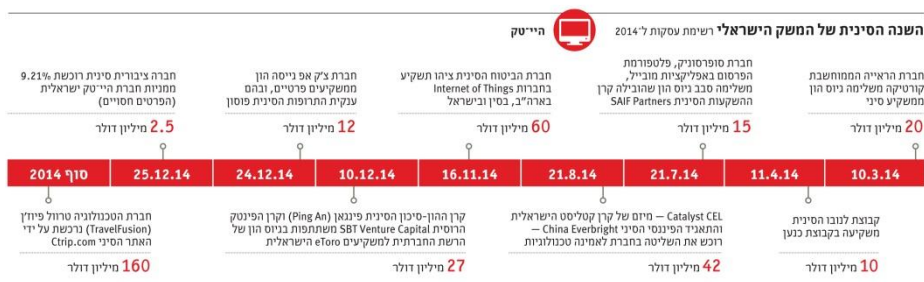 השנה הסינית של המשק הישראלי רשימת עסקות ל־2014
היי־טק
חברת הראייה הממוחשבת
קורטיקה משלימה גיוס הון
ממשקיע סיני
20 מיליון דולר
חברת סופרסוניק, פלטפורמת
הפרסום באפליקציות מובייל,
משלימה סבב גיוס הון שהובילה קרן
ההשקעות הסינית SAIF Partners
15 מיליון דולר
חברת הביטוח הסינית ציהו תשקיע
בחברות Internet of Things
בארה"ב, בסין ובישראל
60 מיליון דולר
חברת צ'ק אפ גייסה הון
ממשקיעים פרטיים, ובהם
ענקית התרופות הסינית פוסון
12 מיליון דולר
חברה ציבורית סינית רוכשת 9.21%
ממניות חברת היי־טק ישראלית
(הפרטים חסויים)
2.5 מיליון דולר
10.3.14
11.4.14
21.7.14
21.8.14
16.11.14
10.12.14
24.12.14
25.12.14
סוף 2014
קבוצת לנובו הסינית
משקיעה בקבוצת כנען
10 מיליון דולר
Catalyst CEL — מיזם של קרן קטליסט הישראלית
והתאגיד הפיננסי הסיני China Everbright —
רוכש את השליטה בחברת לאמינה טכנולוגיות
42 מיליון דולר
קרן ההון-סיכון הסינית פינגאן (Ping An) וקרן הפינטק
הרוסית SBT Venture Capital משתתפות בגיוס הון של
הרשת החברתית למשקיעים eToro הישראלית
27 מיליון דולר
חברת הטכנולוגיה טרוול פיוז'ן
(TravelFusion) נרכשת על ידי
האתר הסיני Ctrip.com
160 מיליון דולר